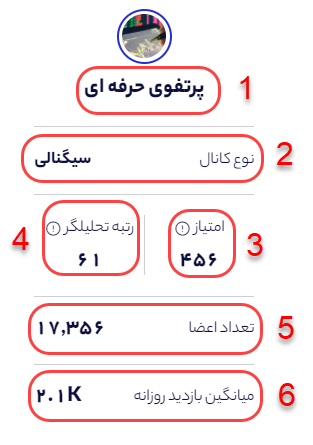 پرتفوی حرفه ای
1
نوع کانال سیگنالی
2
امتیاز
۴۵۶
3
رتبه تحلیلگر
۶۱
4
تعداد اعضا ۱۷,۳۵۶
5
میانگین بازدید روزانه ۲.۱K
6